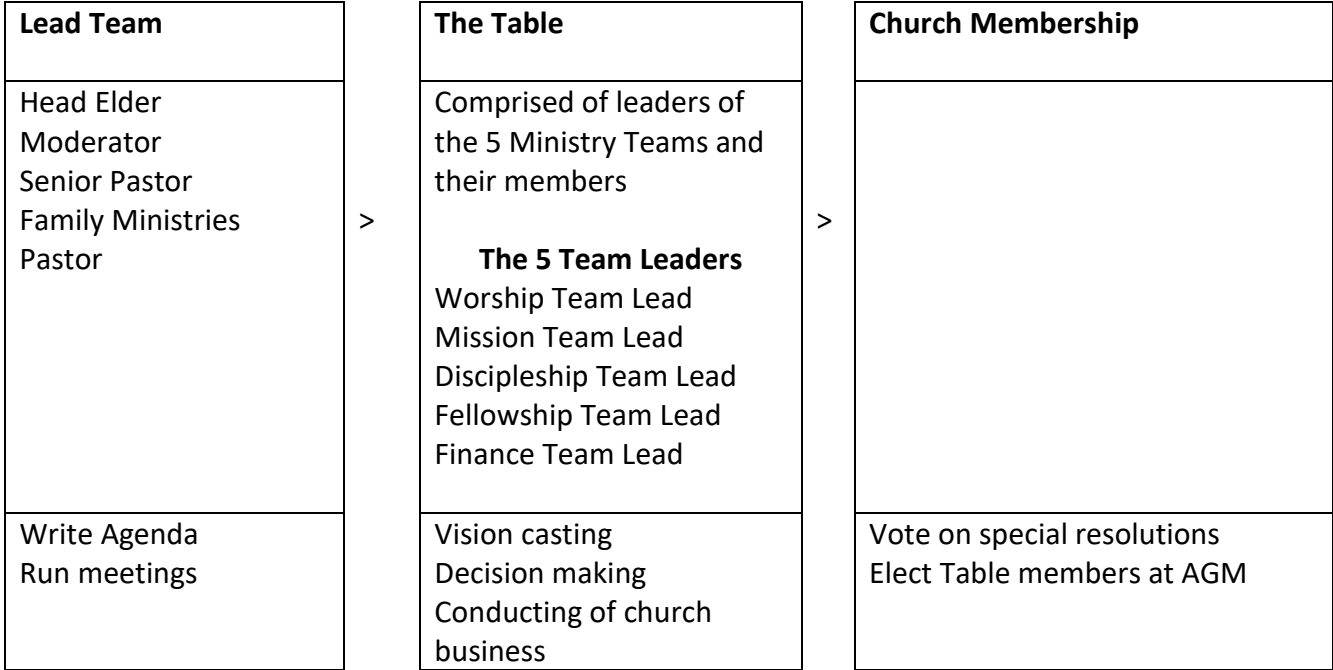 Lead Team
Head Elder
Moderator
Senior Pastor
Family Ministries
Pastor
Write Agenda
Run meetings
>
The Table
Comprised of leaders of
the 5 Ministry Teams and
their members
The 5 Team Leaders
Worship Team Lead
Mission Team Lead
Discipleship Team Lead
Fellowship Team Lead
Finance Team Lead
Vision casting
Decision making
Conducting of church
business
>
Church Membership
Vote on special resolutions
Elect Table members at AGM